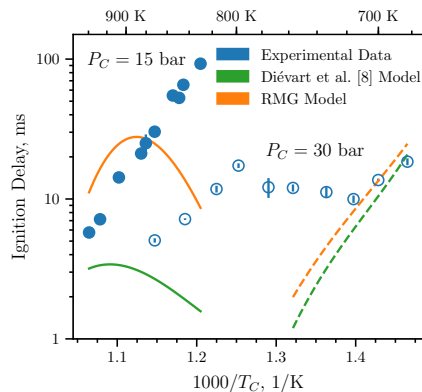 900 K 800 K 700 K
P_C = 15 bar
Experimental Data
Diévart et al. [8] Model
RMG Model
P_C = 30 bar
Ignition Delay, ms
100
10
1
1.1 1.2 1.3 1.4
1000/T_C, 1/K